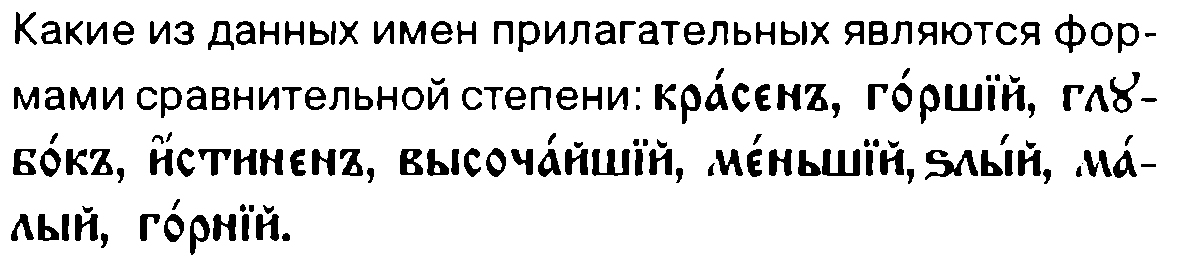 Какие из данных имен прилагательных являются фор-
мами сравнительной степени: кра́сенъ, го́ршїй, глꙋ-
бо́къ, и҆́стиненъ, высоча́йшїй, ме́ньшїй, ѕлы́й, ма́-
лый, го́рнїй.